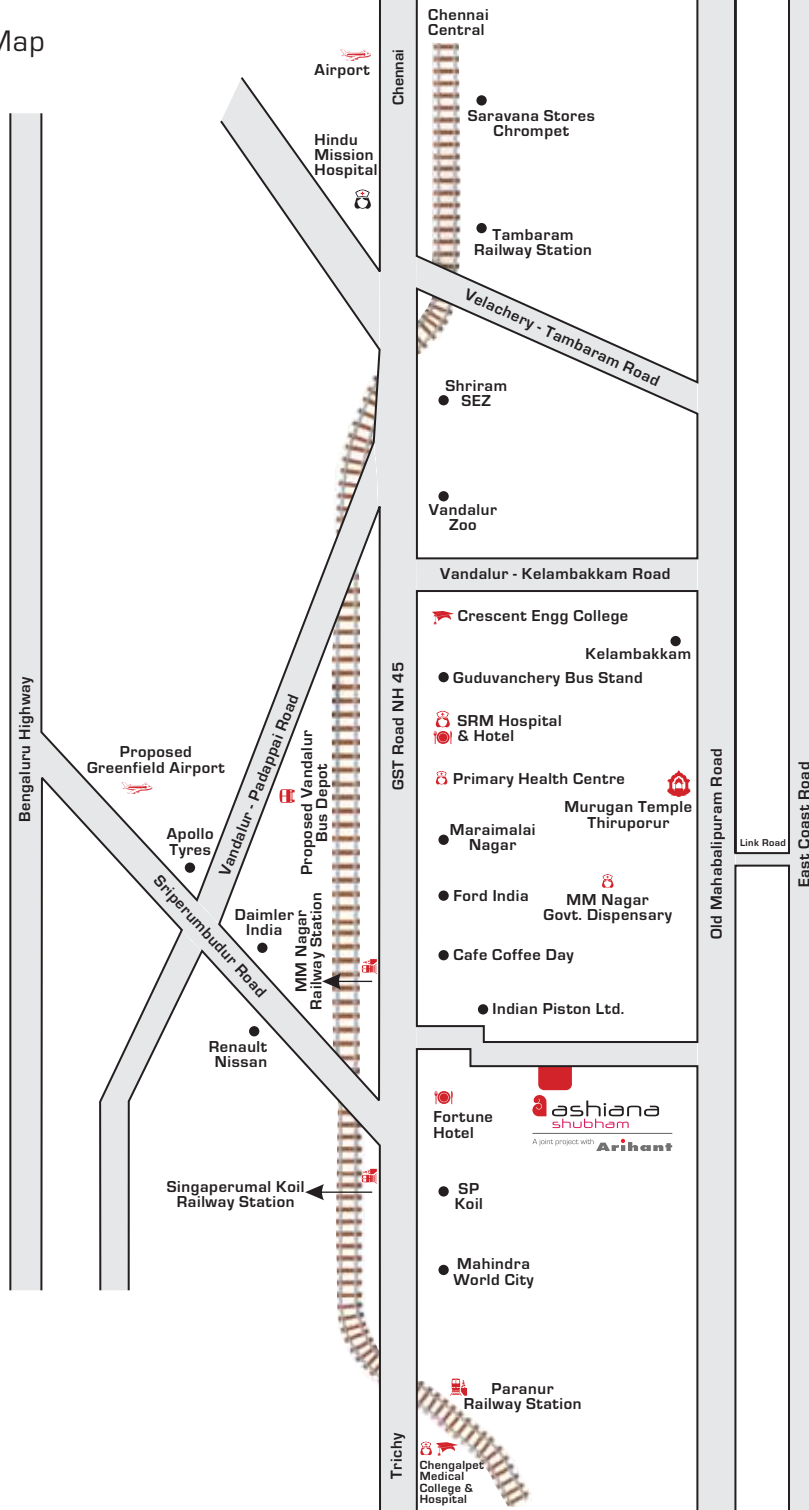 Map
Chennai
Central
Airport
Chennai
Saravana Stores
Chrompet
Hindu
Mission
Hospital
Tambaram
Railway Station
Velachery - Tambaram Road
Shriram
SEZ
Vandalur
Zoo
Vandalur - Kelambakkam Road
Crescent Engg College
Kelambakkam
Guduvanchery Bus Stand
GST Road NH 45
SRM Hospital
& Hotel
Bengaluru Highway
Vandalur - Padappai Road
Proposed
Greenfield Airport
Proposed Vandalur
Bus Depot
Primary Health Centre
Murugan Temple
Thiruporur
Old Mahabalipuram Road
Link Road
East Coast Road
Apollo
Tyres
Maraimalai
Nagar
Sriperumbudur Road
Daimler
India
MM Nagar
Railway Station
Ford India
MM Nagar
Govt. Dispensary
Cafe Coffee Day
Indian Piston Ltd.
Renault
Nissan
Fortune
Hotel
ashiana
shubham
A joint project with Arihant
Singaperumal Koil
Railway Station
SP
Koil
Mahindra
World City
Paranur
Railway Station
Trichy
Chengalpet
Medical
College &
Hospital